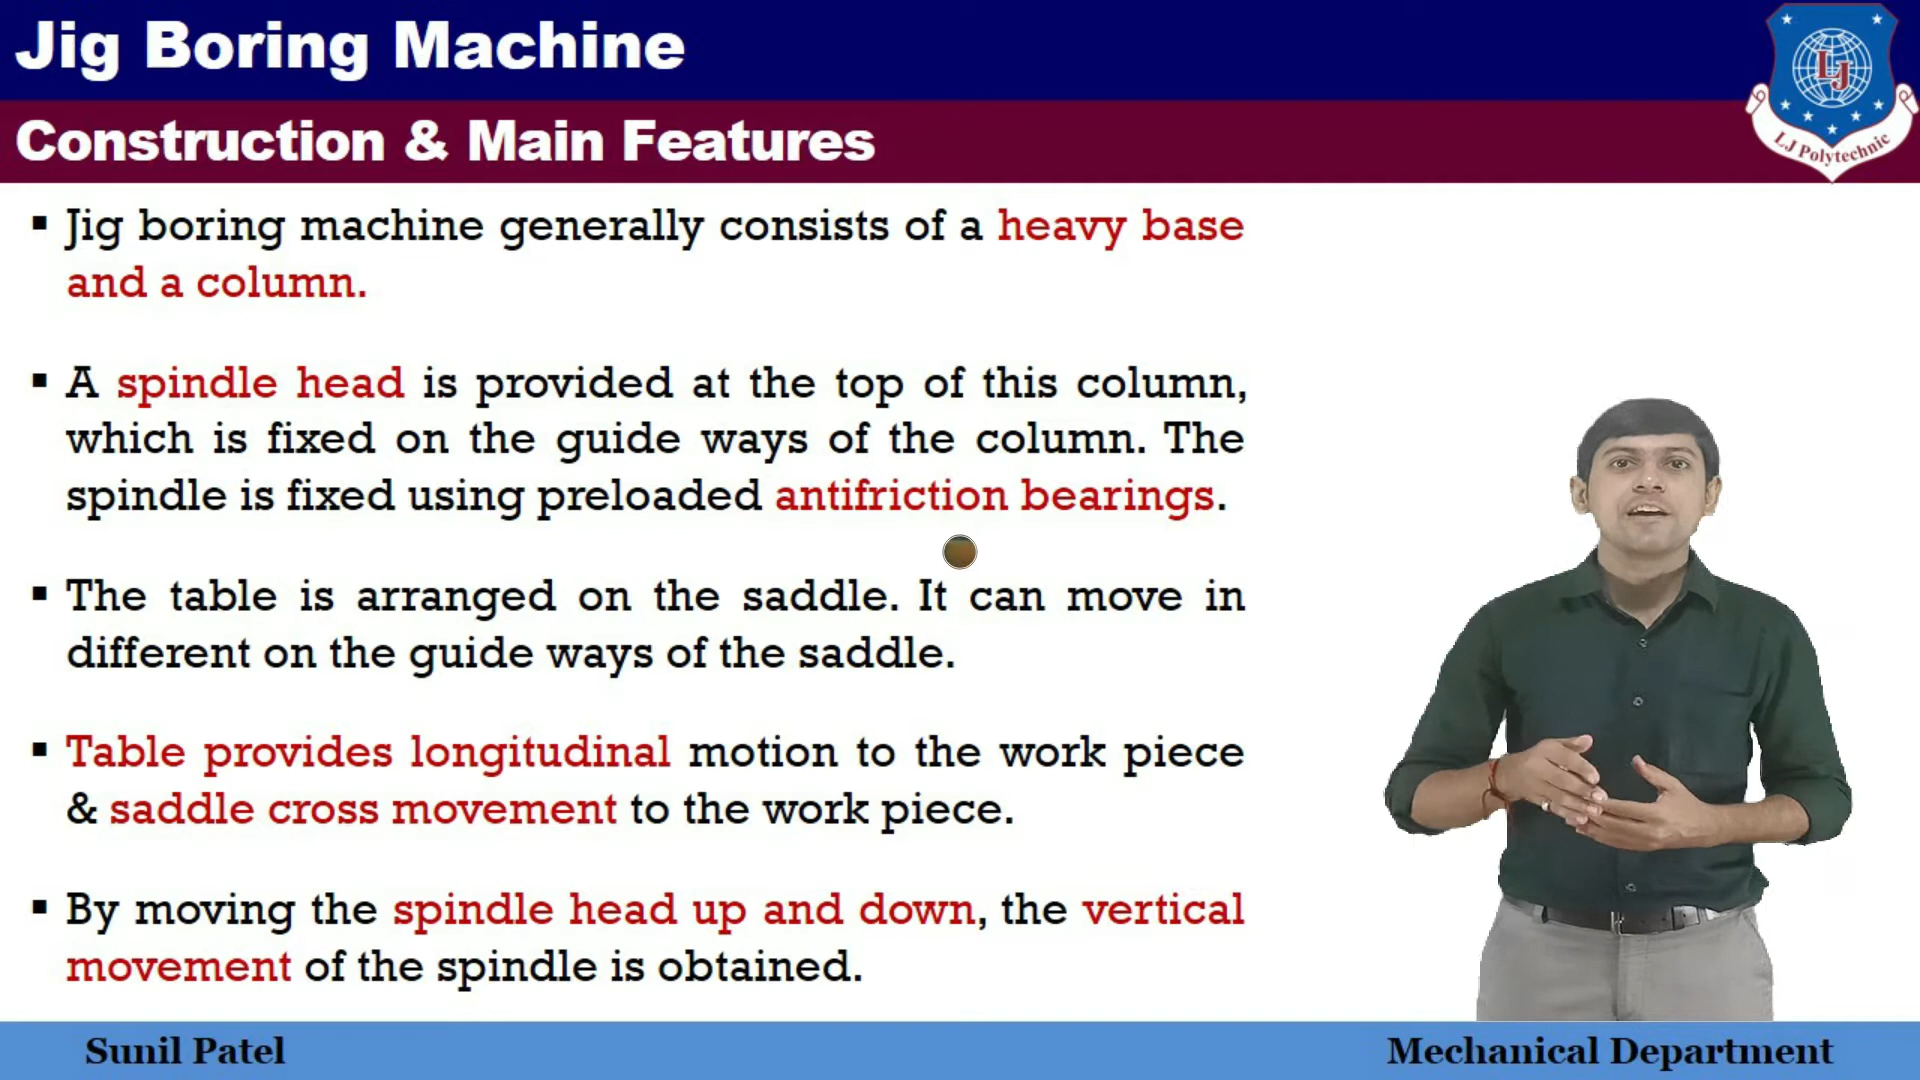 Jig Boring Machine
Construction & Main Features
LJ
LJ Polytechnic
▪ Jig boring machine generally consists of a heavy base
and a column.
▪ A spindle head is provided at the top of this column,
which is fixed on the guide ways of the column. The
spindle is fixed using preloaded antifriction bearings.
▪ The table is arranged on the saddle. It can move in
different on the guide ways of the saddle.
▪ Table provides longitudinal motion to the work piece
& saddle cross movement to the work piece.
▪ By moving the spindle head up and down, the vertical
movement of the spindle is obtained.
Sunil Patel
Mechanical Department